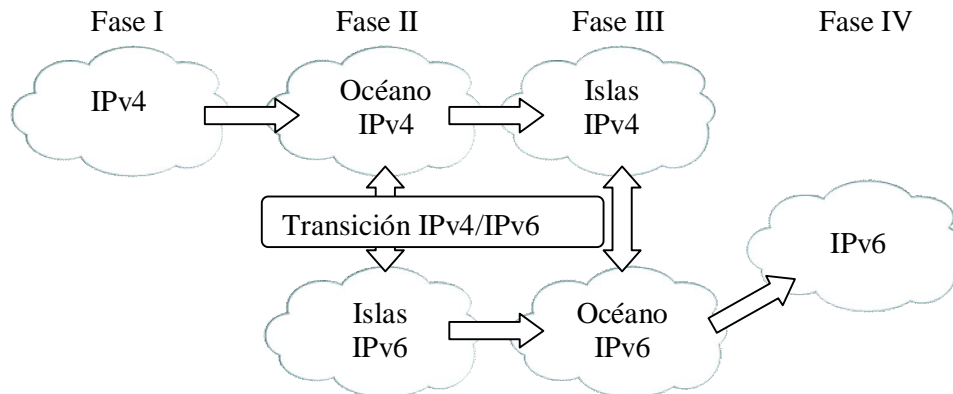 Fase I
Fase II
Fase III
Fase IV
IPv4
Océano
IPv4
Islas
IPv4
Transición IPv4/IPv6
IPv6
Islas
IPv6
Océano
IPv6